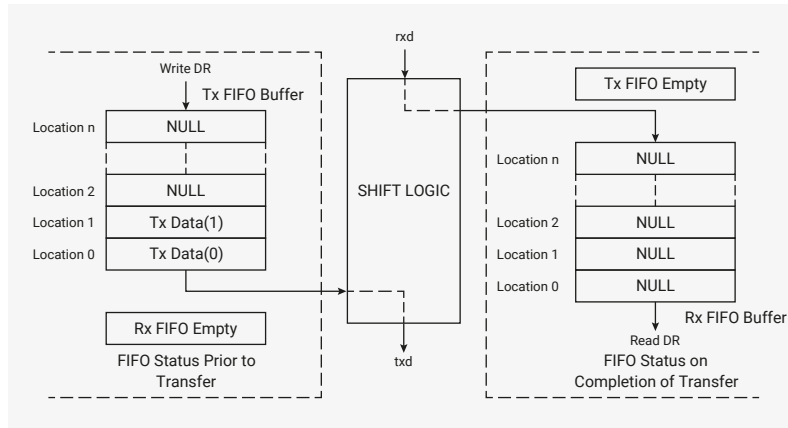 rxd
Write DR
Tx FIFO Buffer
Tx FIFO Empty
Location n
NULL
Location 2
NULL
Location 1
Tx Data(1)
Location 0
Tx Data(0)
SHIFT LOGIC
Location n
NULL
Location 2
NULL
Location 1
NULL
Location 0
NULL
Rx FIFO Empty
Rx FIFO Buffer
FIFO Status Prior to
Transfer
txd
Read DR
FIFO Status on
Completion of Transfer